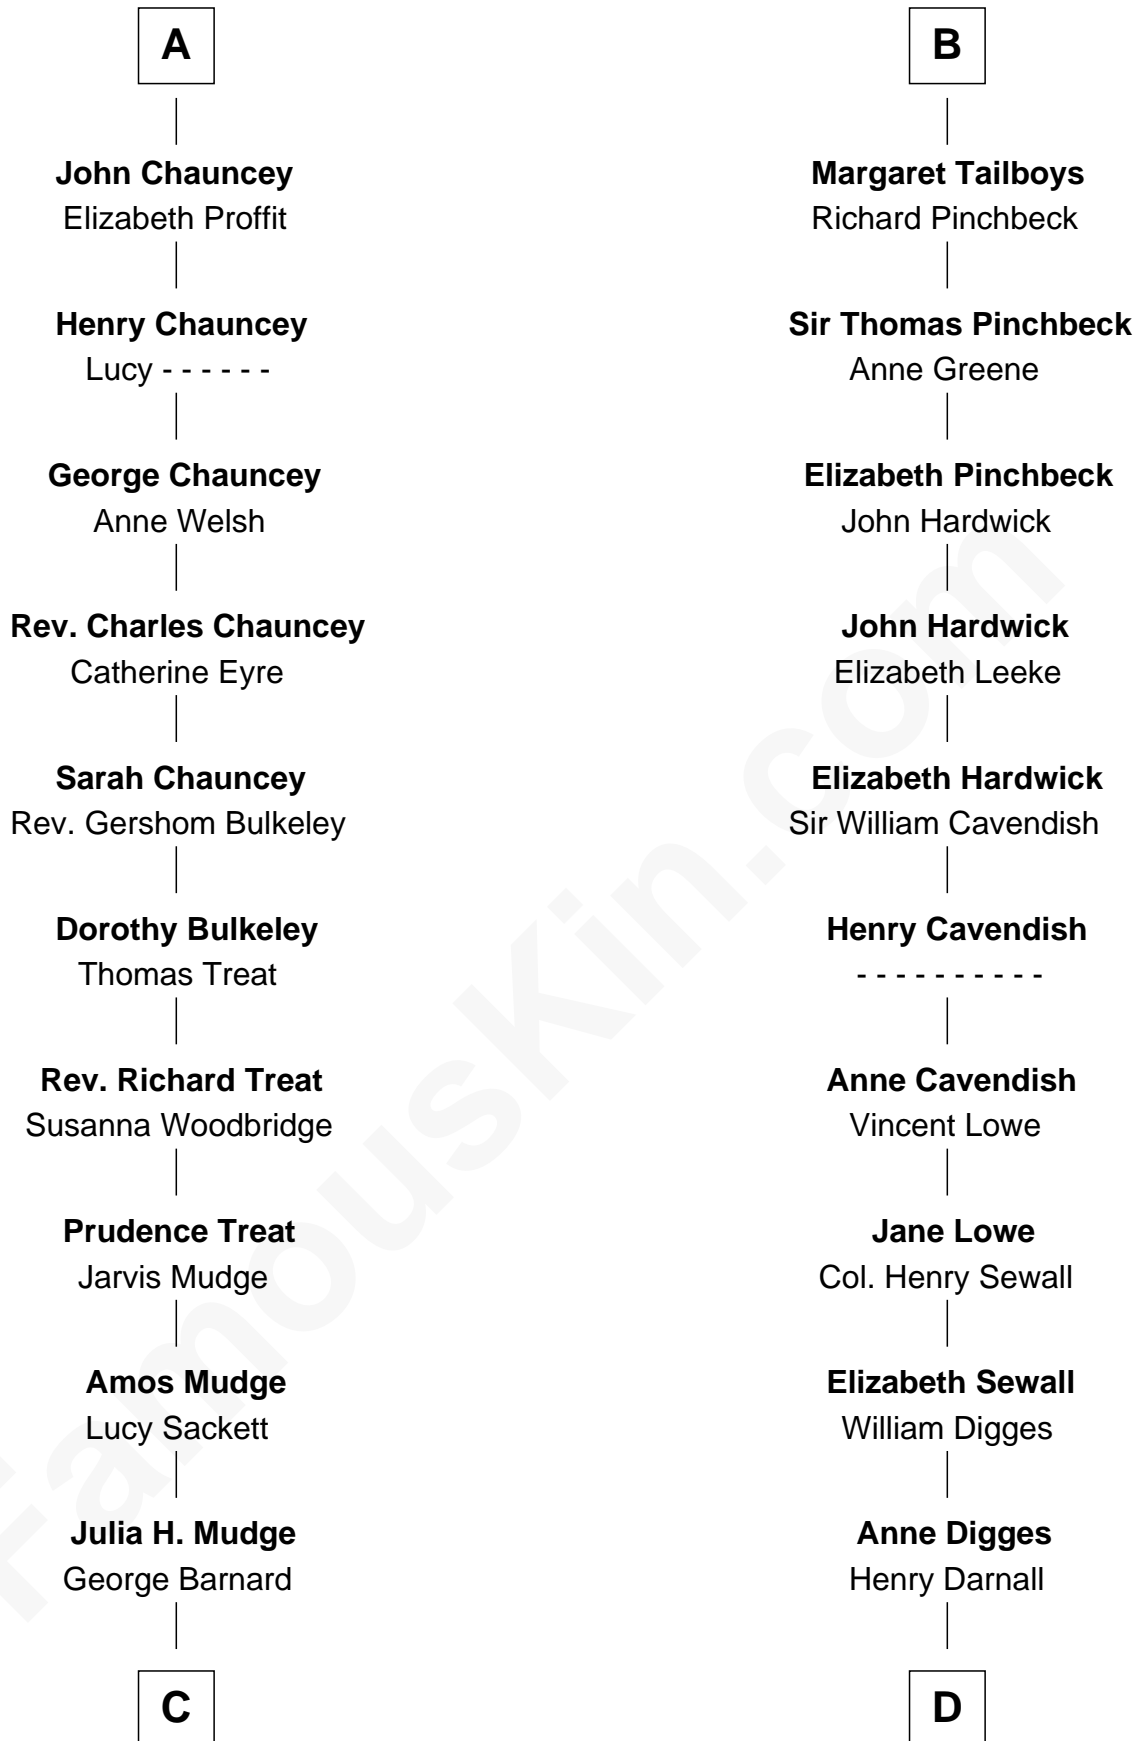 A
John Chauncey
Elizabeth Proffit
Henry Chauncey
Lucy - - - - - -
George Chauncey
Anne Welsh
Rev. Charles Chauncey
Catherine Eyre
Sarah Chauncey
Rev. Gershom Bulkeley
Dorothy Bulkeley
Thomas Treat
Rev. Richard Treat
Susanna Woodbridge
Prudence Treat
Jarvis Mudge
Amos Mudge
Lucy Sackett
Julia H. Mudge
George Barnard
C
B
Margaret Tailboys
Richard Pinchbeck
Sir Thomas Pinchbeck
Anne Greene
Elizabeth Pinchbeck
John Hardwick
John Hardwick
Elizabeth Leeke
Elizabeth Hardwick
Sir William Cavendish
Henry Cavendish
- - - - - - - - - -
Anne Cavendish
Vincent Lowe
Jane Lowe
Col. Henry Sewall
Elizabeth Sewall
William Digges
Anne Digges
Henry Darnall
D
FamousKin.com